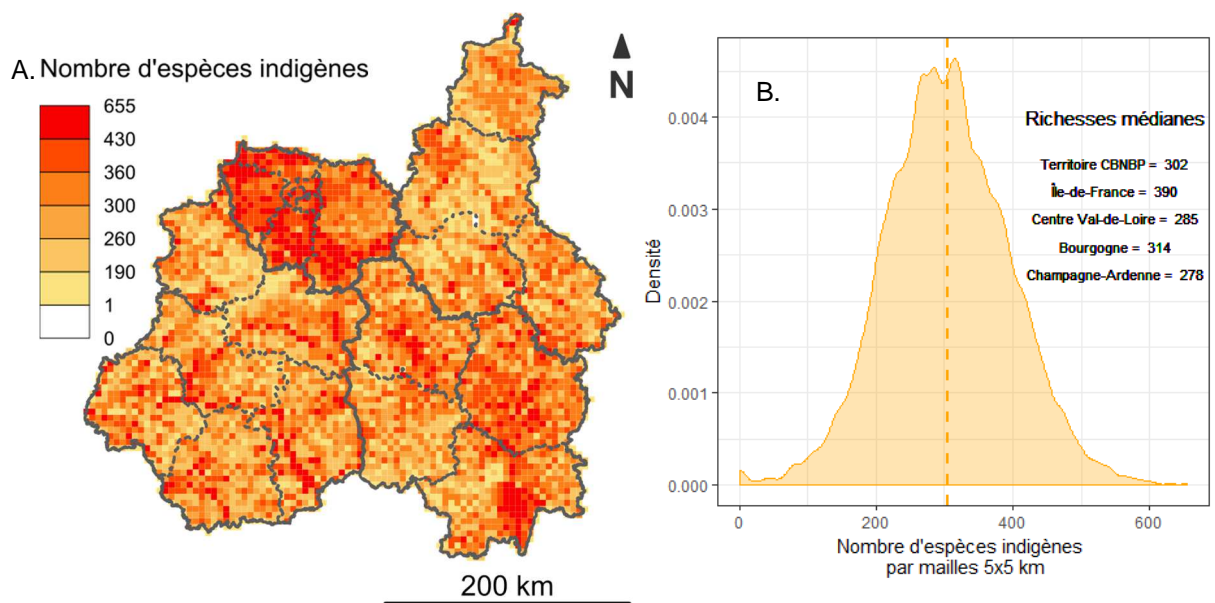 A. Nombre d'espèces indigènes
655
430
360
300
260
190
1
0
N
200 km
B.
Richesses médianes
Territoire CBNBP = 302
Île-de-France = 390
Centre Val-de-Loire = 285
Bourgogne = 314
Champagne-Ardenne = 278
Densité
0.004
0.003
0.002
0.001
0.000
0
200
400
600
Nombre d'espèces indigènes
par mailles 5x5 km